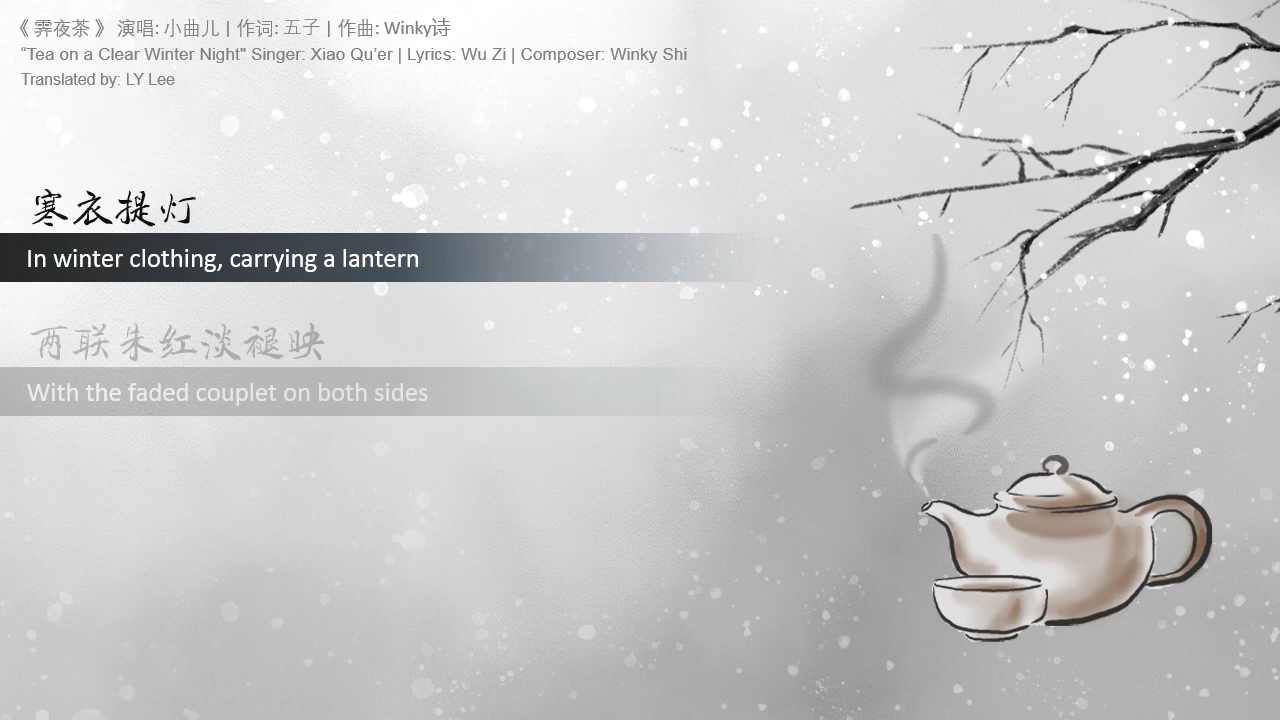 《 霁夜茶 》 演唱: 小曲儿 | 作词: 五子 | 作曲: Winky诗
“Tea on a Clear Winter Night" Singer: Xiao Qu’er | Lyrics: Wu Zi | Composer: Winky Shi
Translated by: LY Lee
寒衣提灯
In winter clothing, carrying a lantern
两联朱红淡褪映
With the faded couplet on both sides